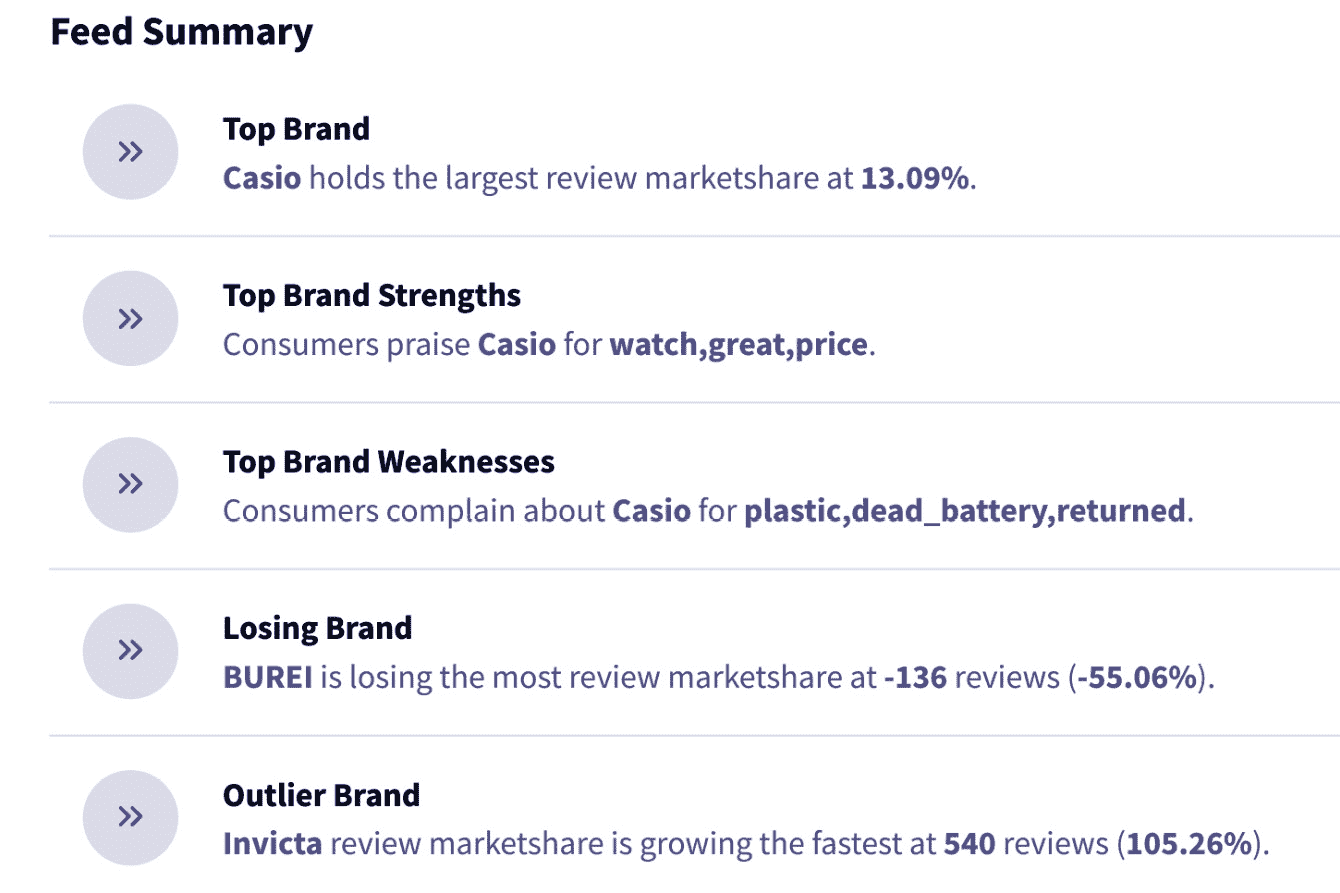 Feed Summary
Top Brand
Casio holds the largest review marketshare at 13.09%.
Top Brand Strengths
Consumers praise Casio for watch,great,price.
Top Brand Weaknesses
Consumers complain about Casio for plastic,dead_battery,returned.
Losing Brand
BUREI is losing the most review marketshare at -136 reviews (-55.06%).
Outlier Brand
Invicta review marketshare is growing the fastest at 540 reviews (105.26%).